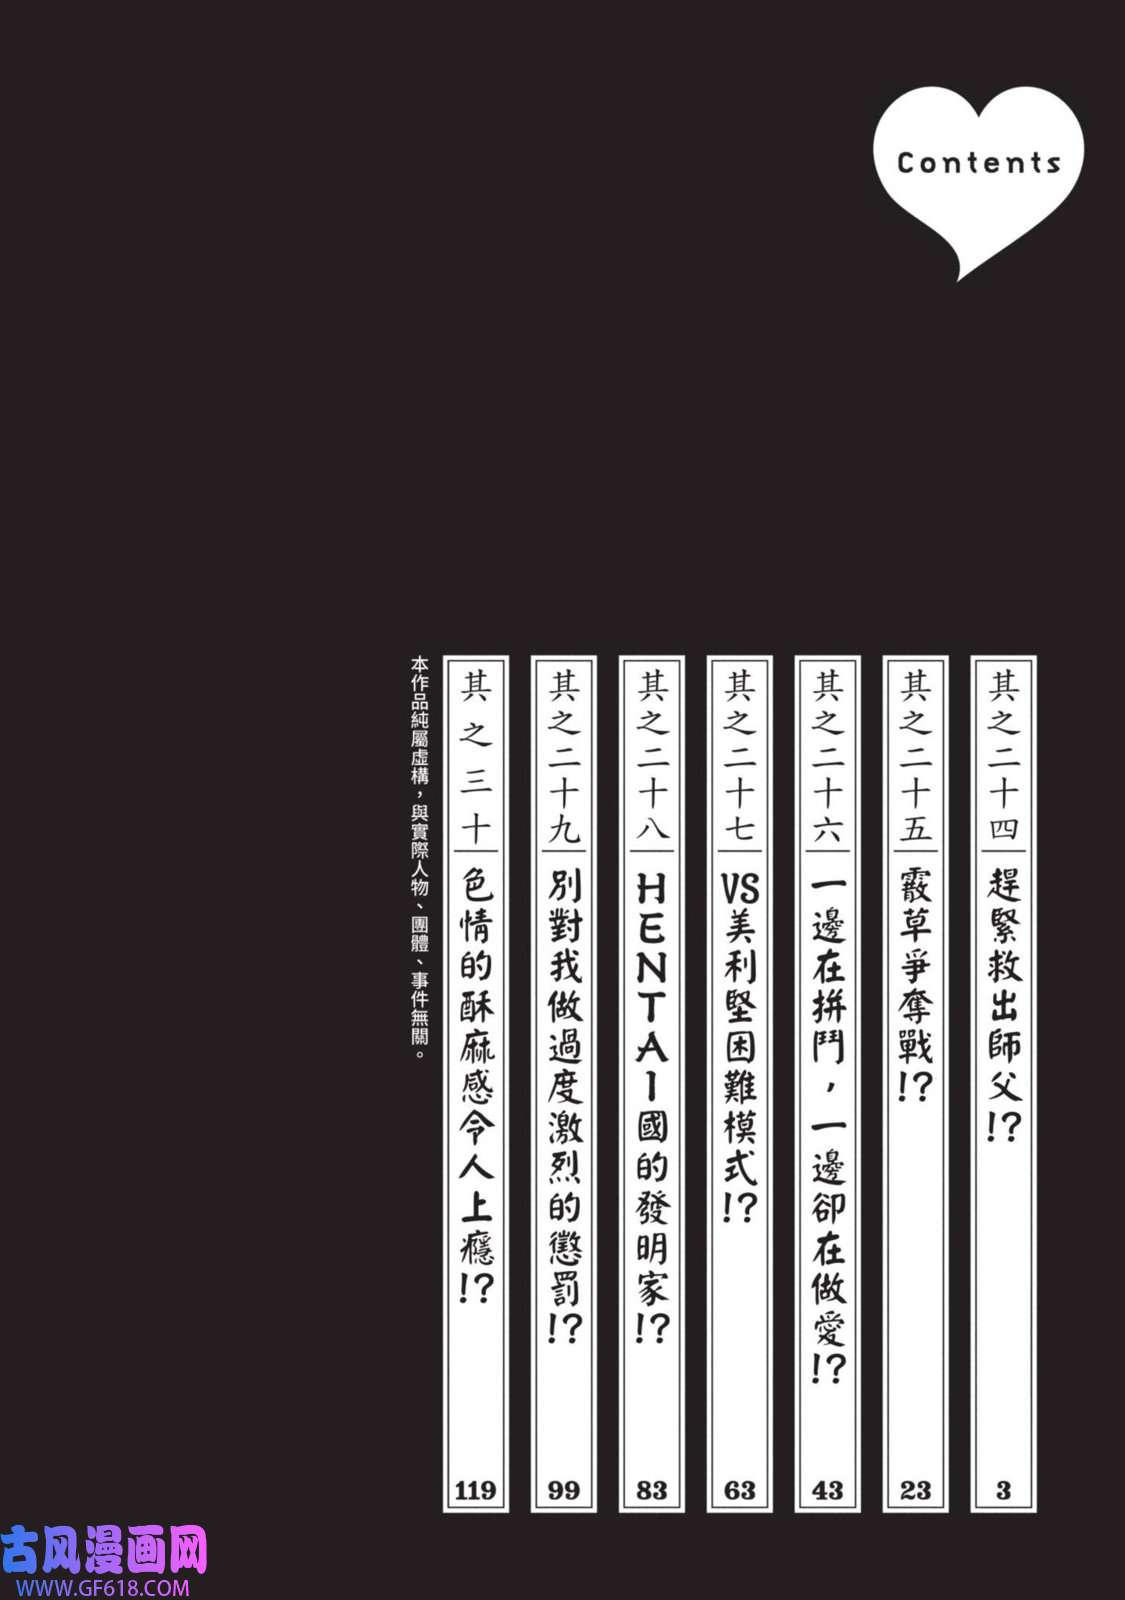 Contents
其之二十四 趕緊救出師父!? 3
其之二十五 霰草爭奪戰!? 23
其之二十六 一邊在拚鬥，一邊卻在做愛!? 43
其之二十七 VS美利堅困難模式!? 63
其之二十八 HENTAI國的發明家!? 83
其之二十九 別對我做過度激烈的懲罰!? 99
其之三十 色情的酥麻感令人上癮!? 119
本作品純屬虛構，與實際人物、團體、事件無關。
古风漫画网
WWW.GF618.COM